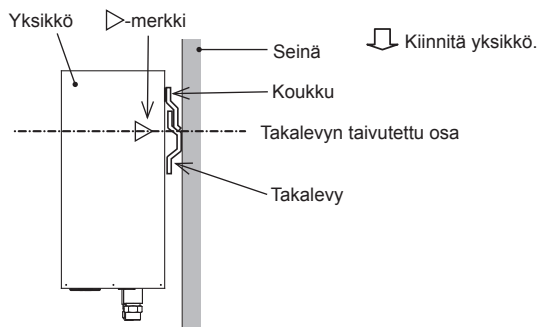 Yksikkö
▷-merkki
Seinä
Kiinnitä yksikkö.
Koukku
Takalevyn taivutettu osa
Takalevy